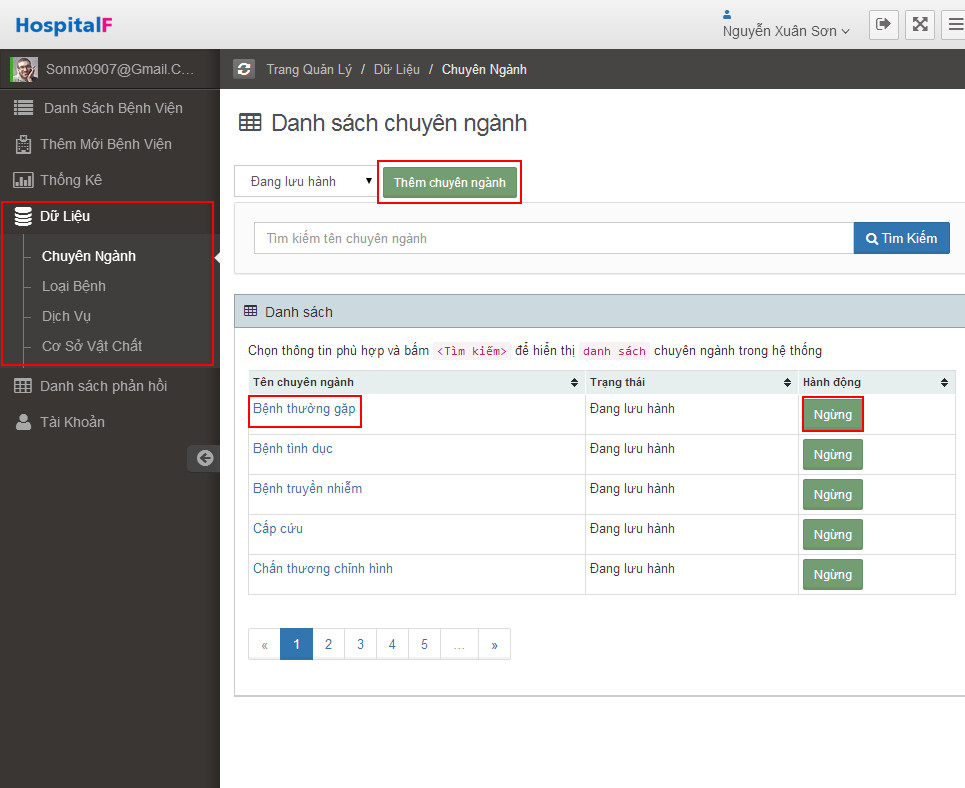 HospitalF
Nguyễn Xuân Sơn
Sonnx0907@Gmail.C...
Trang Quản Lý / Dữ Liệu / Chuyên Ngành
Danh Sách Bệnh Viện
Thêm Mới Bệnh Viện
Thống Kê
Dữ Liệu
Chuyên Ngành
Loại Bệnh
Dịch Vụ
Cơ Sở Vật Chất
Danh sách phản hồi
Tài Khoản
Danh sách chuyên ngành
Đang lưu hành
Thêm chuyên ngành
Tìm kiếm tên chuyên ngành
Tìm Kiếm
Danh sách
Chọn thông tin phù hợp và bấm <Tìm kiếm> để hiển thị danh sách chuyên ngành trong hệ thống
Tên chuyên ngành Trạng thái Hành động
Bệnh thường gặp Đang lưu hành Ngừng
Bệnh tình dục Đang lưu hành Ngừng
Bệnh truyền nhiễm Đang lưu hành Ngừng
Cấp cứu Đang lưu hành Ngừng
Chấn thương chỉnh hình Đang lưu hành Ngừng
« 1 2 3 4 5 ... »